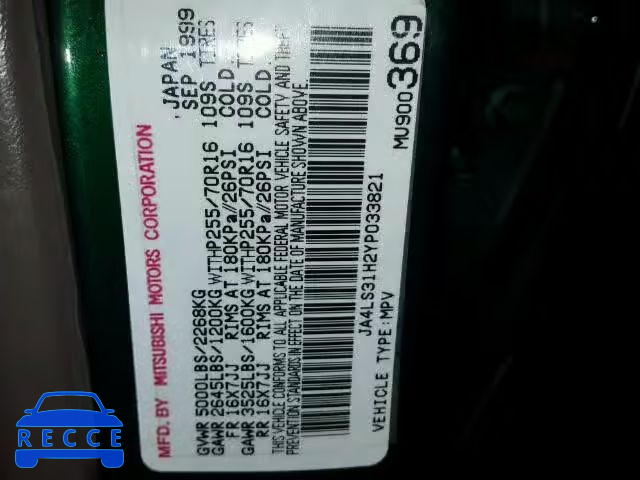 MFD. BY MITSUBISHI MOTORS CORPORATION
JAPAN
SEP 1999
GVWR 5000LBS/2268KG
GAWR 2645LBS/1200KG WITHP255/70R16 109S TIRES
FR 16X7JJ RIMS AT 180KPa/26PSI COLD
GAWR 3525LBS/1600KG WITHP255/70R16 109S TIRES
RR 16X7JJ RIMS AT 180KPa/26PSI COLD.
THIS VEHICLE CONFORMS TO ALL APPLICABLE FEDERAL MOTOR VEHICLE SAFETY AND THEFT
PREVENTION STANDARDS IN EFFECT ON THE DATE OF MANUFACTURE SHOWN ABOVE.
JA4LS31H2YP033821
VEHICLE TYPE:MPV
MU900369
RECCE